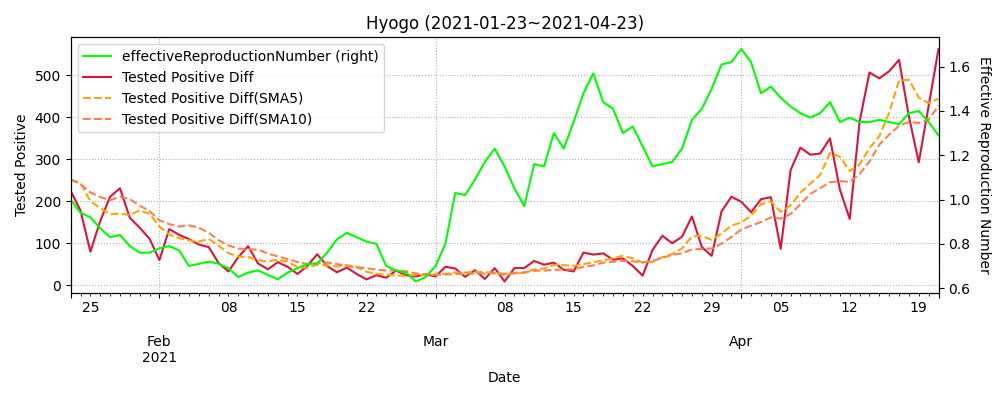 Hyogo (2021-01-23~2021-04-23)
effectiveReproductionNumber (right)
Tested Positive Diff
Tested Positive Diff(SMA5)
Tested Positive Diff(SMA10)
Tested Positive
500
400
300
200
100
0
Effective Reproduction Number
1.6
1.4
1.2
1.0
0.8
0.6
25 08 15 22 08 15 22 29 05 12 19
Feb Mar Apr
2021
Date